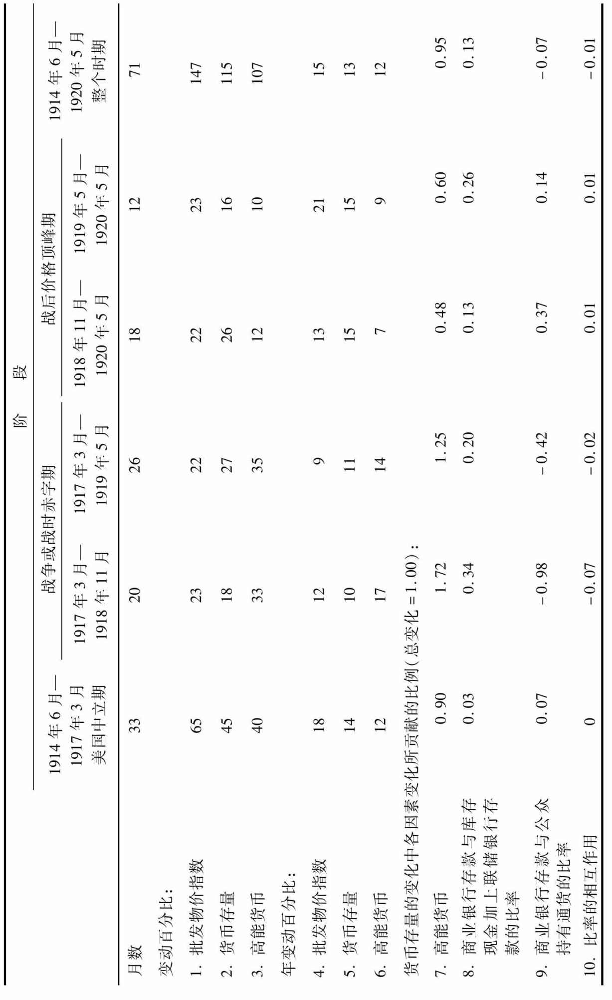 阶 段
1914 年 6 月— 战争或战时赤字期 战后价格顶峰期 1914 年 6 月—
1917 年 3 月 1917 年 3 月— 1917 年 3 月— 1918 年 11 月— 1919 年 5 月— 1920 年 5 月
美国中立期 1918 年 11 月 1919 年 5 月 1920 年 5 月 1920 年 5 月 整个时期
月数 33 20 26 18 12 71
变动百分比：
1. 批发物价指数 65 23 22 22 23 147
2. 货币存量 45 18 27 26 16 115
3. 高能货币 40 33 35 12 10 107
年变动百分比：
4. 批发物价指数 18 12 9 13 21 15
5. 货币存量 14 10 11 15 15 13
6. 高能货币 12 17 14 7 9 12
货币存量的变化中各因素变化所贡献的比例（总变化 =1.00）：
7. 高能货币 0.90 1.72 1.25 0.48 0.60 0.95
8. 商业银行存款与库存 0.03 0.34 0.20 0.13 0.26 0.13
现金加上联储银行存
款的比率
9. 商业银行存款与公众 0.07 −0.98 −0.42 0.37 0.14 −0.07
持有通货的比率
10. 比率的相互作用 0 −0.07 −0.02 0.01 0.01 −0.01